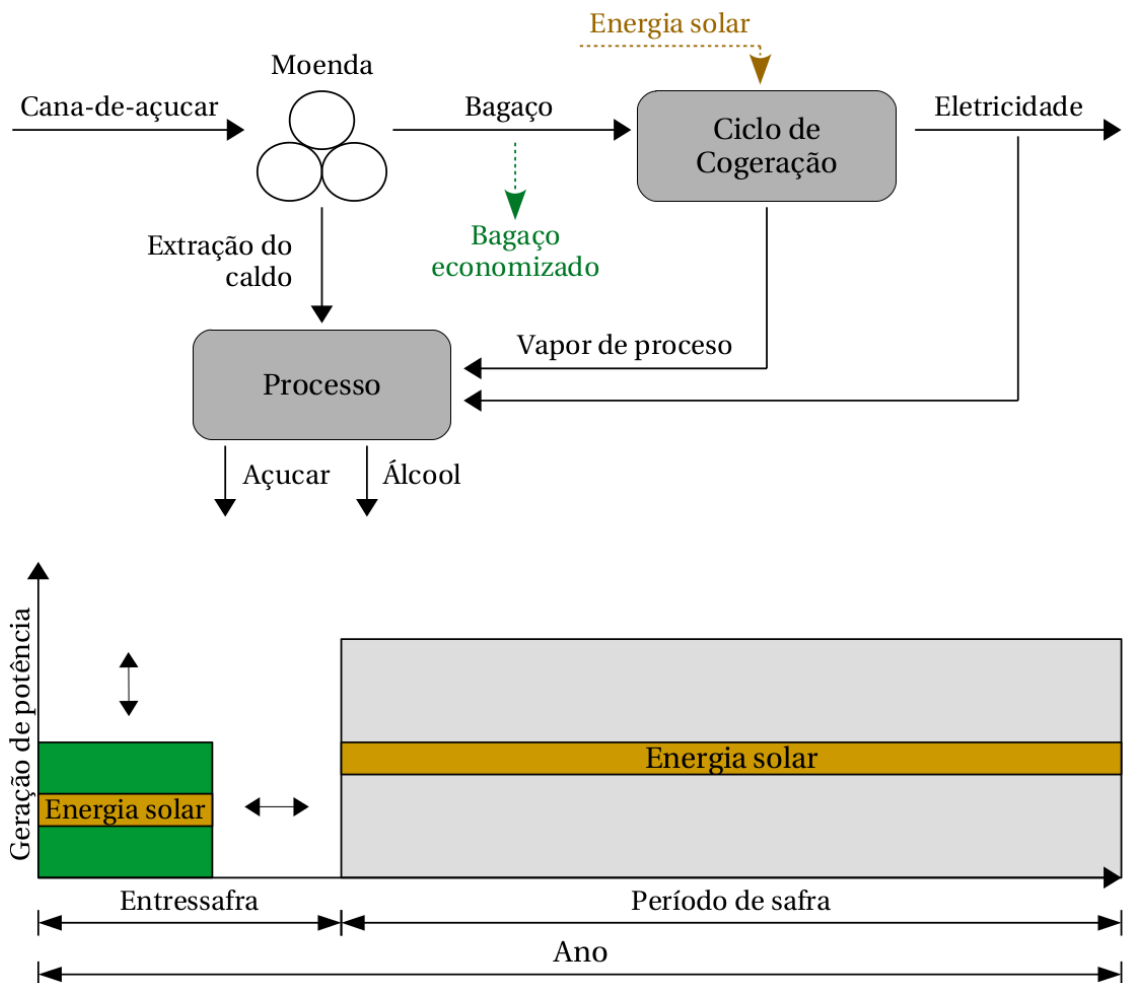 Energia solar
Moenda
Cana-de-açucar
Bagaço
Ciclo de
Cogeração
Eletricidade
Extração do
caldo
Bagaço
economizado
Vapor de proceso
Processo
Açucar
Álcool
Geração de potência
Energia solar
Energia solar
Entressafra
Período de safra
Ano